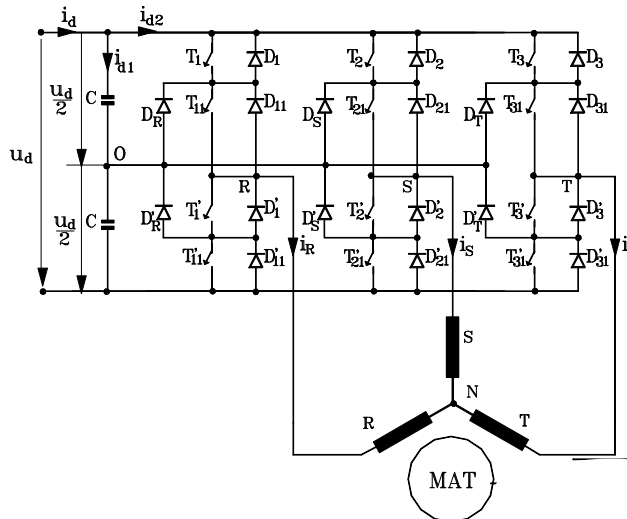 i_d i_d2
i_d1
T_1 D_1 T_2 D_2 T_3 D_3
u_d/2 C D_R T_11 D_11 D_S T_21 D_21 D_T T_31 D_31
u_d O
R S T
u_d/2 C D'_R T'_1 D'_1 D'_S T'_2 D'_2 D'_T T'_3 D'_3
i_R i_S i
T'_11 D'_11 T'_21 D'_21 T'_31 D'_31
S
N
R T
MAT